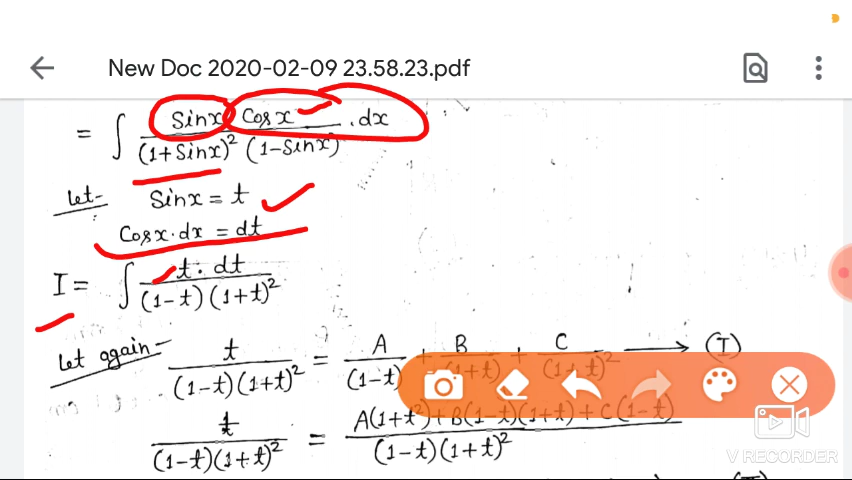 New Doc 2020-02-09 23.58.23.pdf
= ∫ Sinx Cosx / (1+Sinx)² (1-Sinx) .dx
Let- Sinx = t
Cosx.dx = dt
I = ∫ t.dt / (1-t)(1+t)²
Let again- t / (1-t)(1+t)² = A / (1-t) + B / (1+t) + C / (1+t)² → (I)
t / (1-t)(1+t)² = A(1+t²)+B(1-t)(1+t)+C(1-t) / (1-t)(1+t)²
V RECORDER